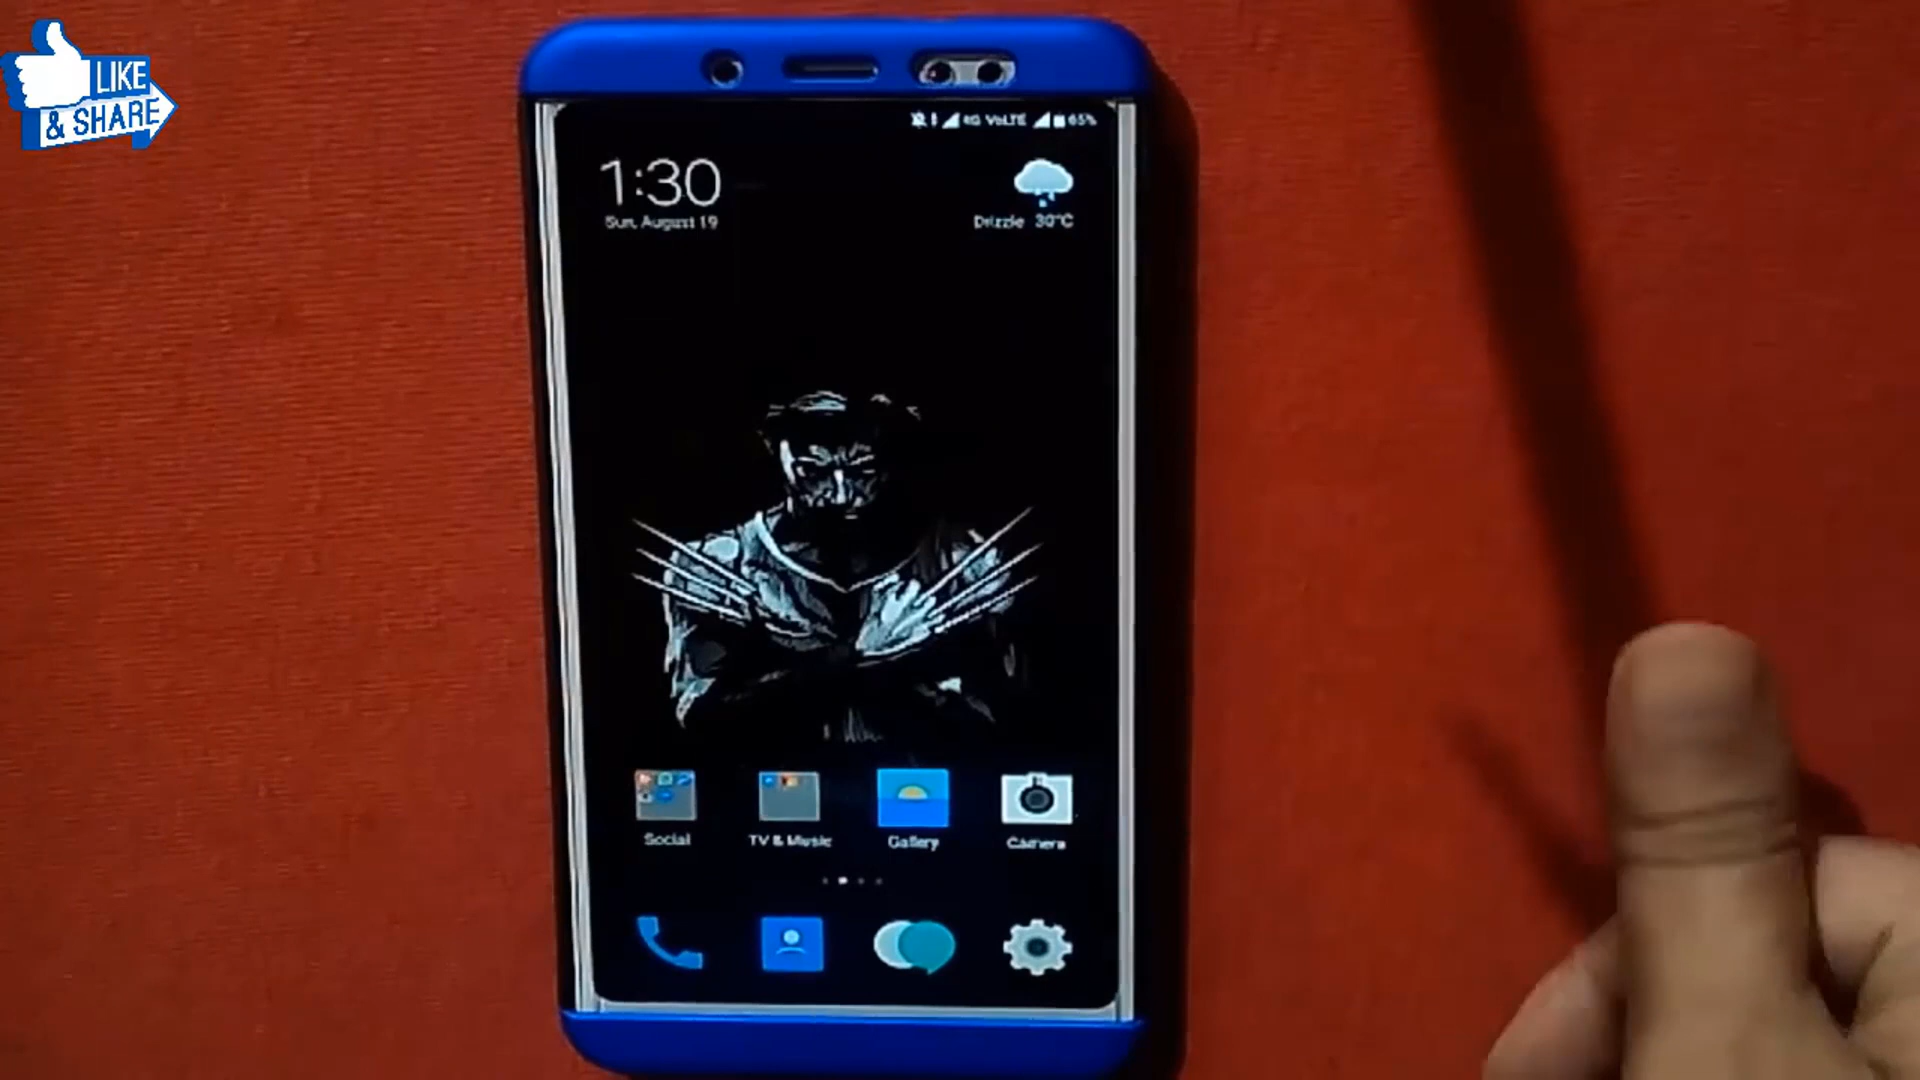 LIKE
& SHARE
4G VoLTE 65%
1:30
Sun, August 19
Drizzle 30°C
Social
TV & Music
Gallery
Camera